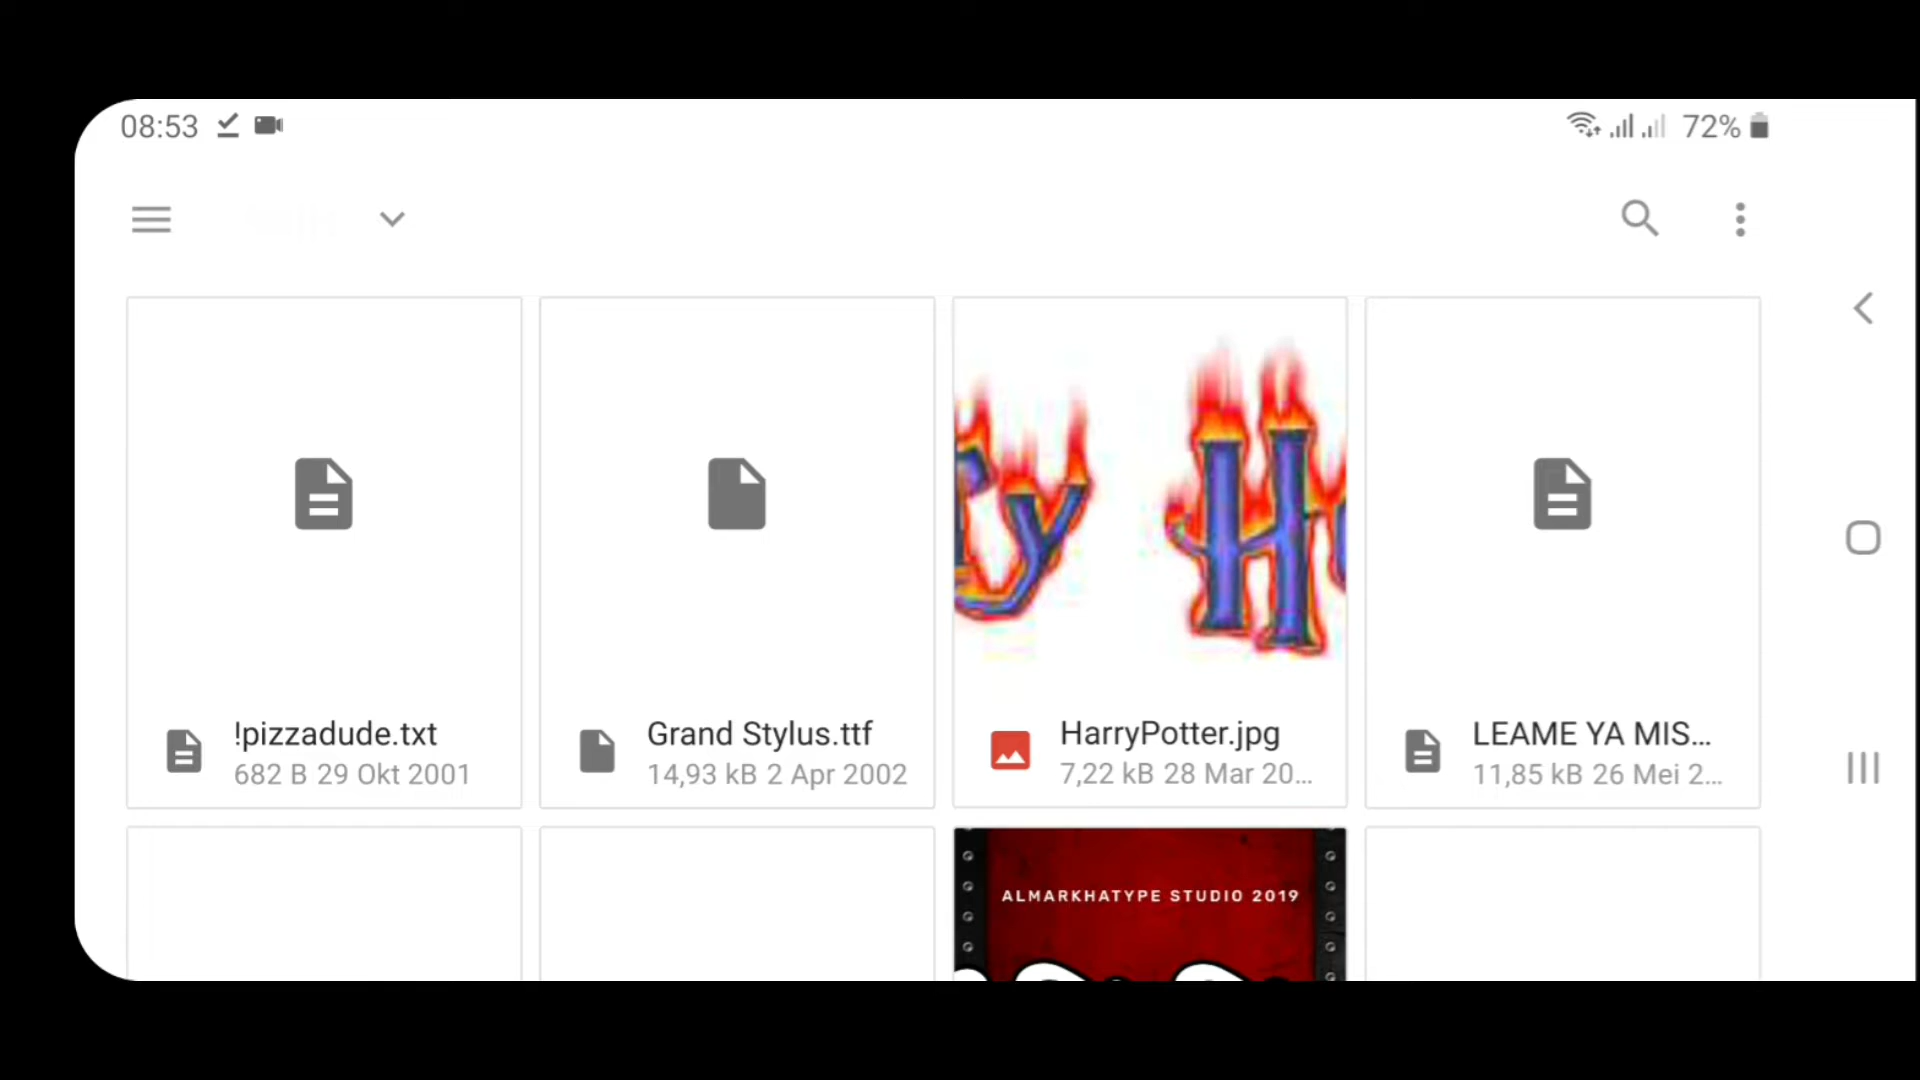 08:53
72%
y H
!pizzadude.txt
682 B 29 Okt 2001
Grand Stylus.ttf
14,93 kB 2 Apr 2002
HarryPotter.jpg
7,22 kB 28 Mar 20...
LEAME YA MIS...
11,85 kB 26 Mei 2...
ALMARKHATYPE STUDIO 2019